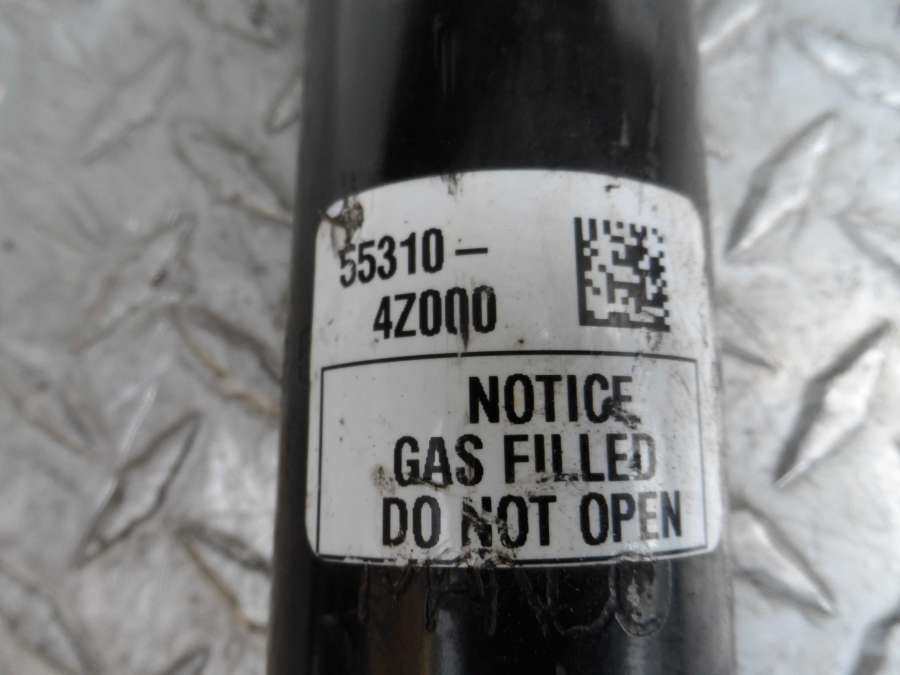 55310-
4Z000
NOTICE
GAS FILLED
DO NOT OPEN